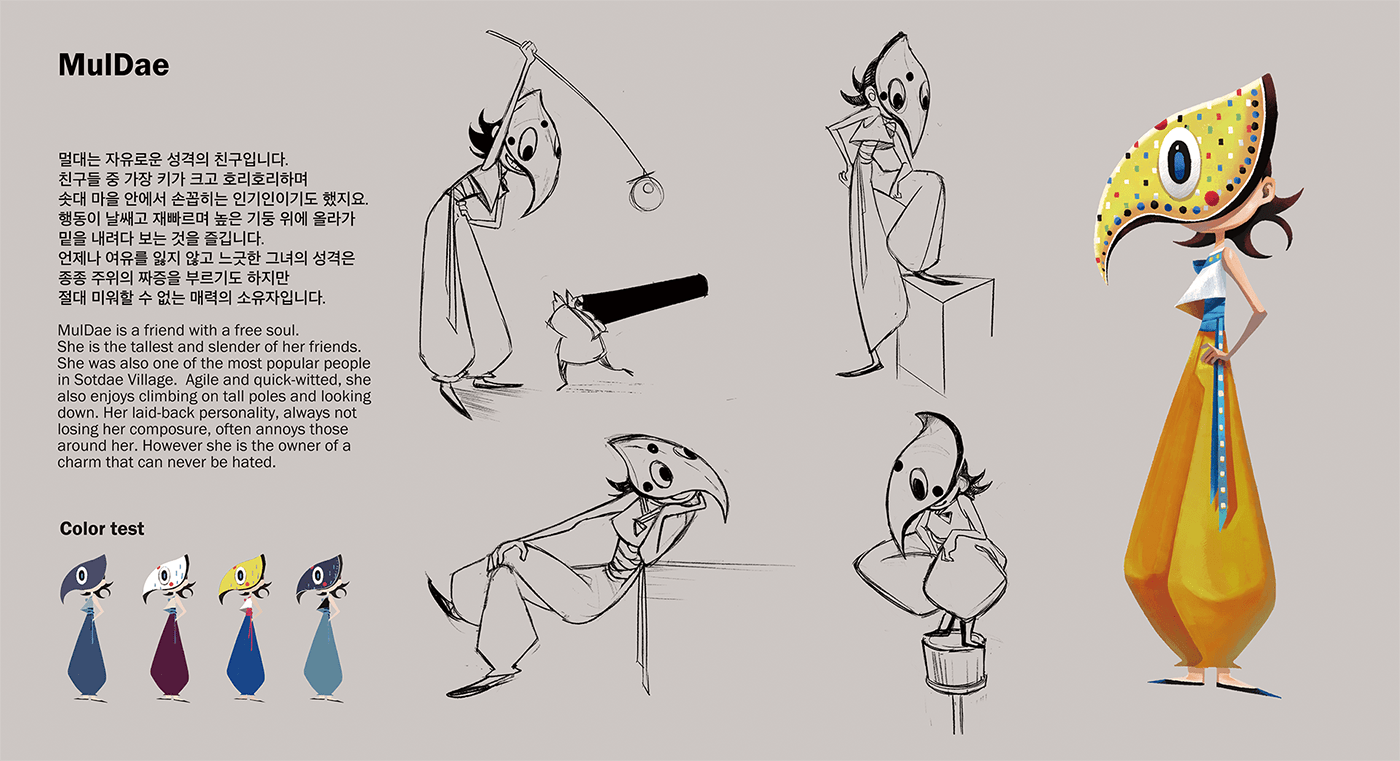 MulDae
멀대는 자유로운 성격의 친구입니다.
친구들 중 가장 키가 크고 호리호리하며
솟대 마을 안에서 손꼽히는 인기인이기도 했지요.
행동이 날쌔고 재빠르며 높은 기둥 위에 올라가
밑을 내려다 보는 것을 즐깁니다.
언제나 여유를 잃지 않고 느긋한 그녀의 성격은
종종 주위의 짜증을 부르기도 하지만
절대 미워할 수 없는 매력의 소유자입니다.
MulDae is a friend with a free soul.
She is the tallest and slender of her friends.
She was also one of the most popular people
in Sotdae Village.  Agile and quick-witted, she
also enjoys climbing on tall poles and looking
down. Her laid-back personality, always not
losing her composure, often annoys those
around her. However she is the owner of a
charm that can never be hated.
Color test